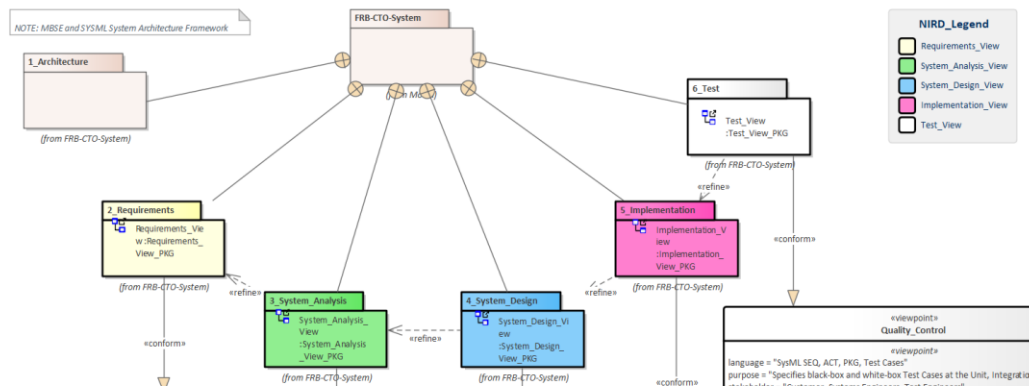 NOTE: MBSE and SYSML System Architecture Framework
FRB-CTO-System
NIRD_Legend
Requirements_View
System_Analysis_View
System_Design_View
Implementation_View
Test_View
1_Architecture
(from FRB-CTO-System)
6_Test
Test_View
:Test_View_PKG
(from FRB-CTO-System)
«refine»
2_Requirements
Requirements_Vie
w :Requirements_
View_PKG
(from FRB-CTO-System)
5_Implementation
Implementation_V
iew
:Implementation_
View_PKG
(from FRB-CTO-System)
«conform»
«refine»
«refine»
3_System_Analysis
System_Analysis_
View
:System_Analysis
_View_PKG
(from FRB-CTO-System)
4_System_Design
System_Design_Vi
ew
:System_Design_
View_PKG
(from FRB-CTO-System)
«refine»
«conform»
«conform»
«viewpoint»
Quality_Control
«viewpoint»
language = "SysML SEQ, ACT, PKG, Test Cases"
purpose = "Specifies black-box and white-box Test Cases at the Unit,